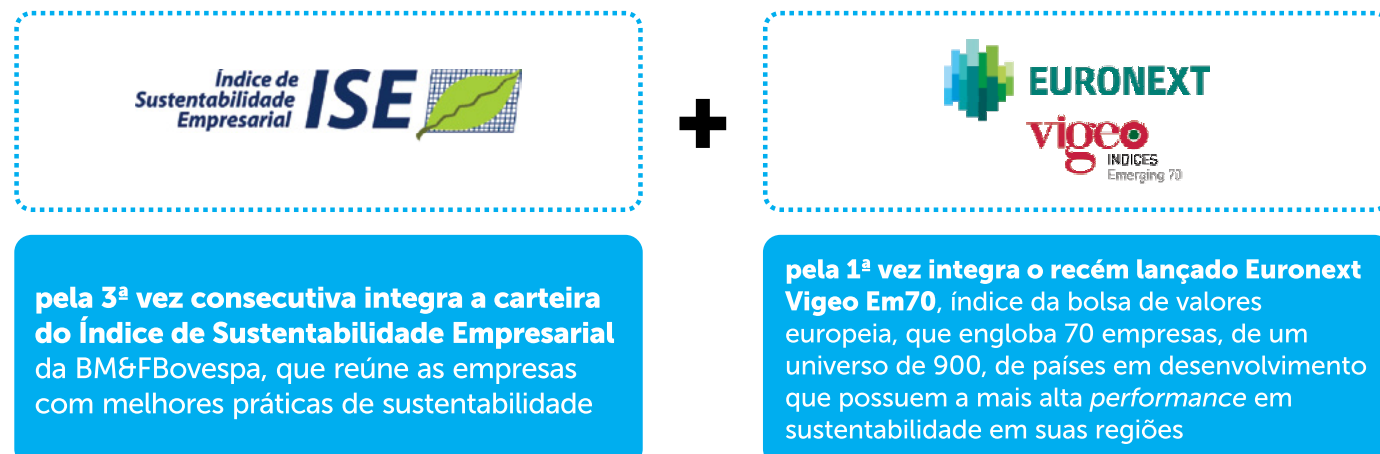 Índice de
Sustentabilidade
Empresarial
ISE
+
EURONEXT
vigeo
INDICES
Emerging 70
pela 3ª vez consecutiva integra a carteira
do Índice de Sustentabilidade Empresarial
da BM&FBovespa, que reúne as empresas
com melhores práticas de sustentabilidade
pela 1ª vez integra o recém lançado Euronext
Vigeo Em70, índice da bolsa de valores
europeia, que engloba 70 empresas, de um
universo de 900, de países em desenvolvimento
que possuem a mais alta performance em
sustentabilidade em suas regiões